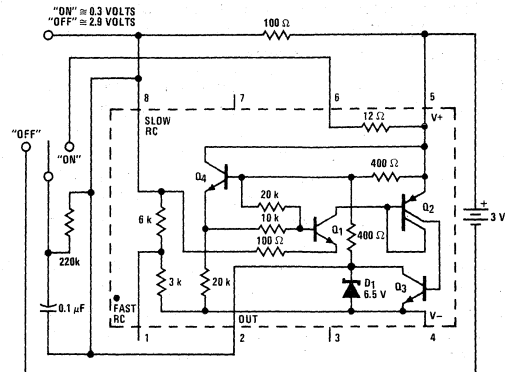 "ON" ≅ 0.3 VOLTS
"OFF" ≅ 2.9 VOLTS
100 Ω
8
7
6
5
SLOW
RC
V+
12 Ω
"OFF"
"ON"
Q4
400 Ω
20 k
Q2
10 k
Q1
+
3 V
6 k
100 Ω
400 Ω
220k
3 k
20 k
D1
6.5 V
Q3
0.1 μF
FAST
RC
OUT
V−
1
2
3
4